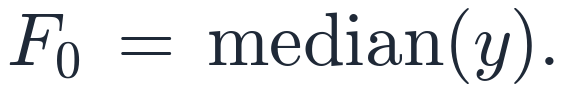 F₀ = median(y).